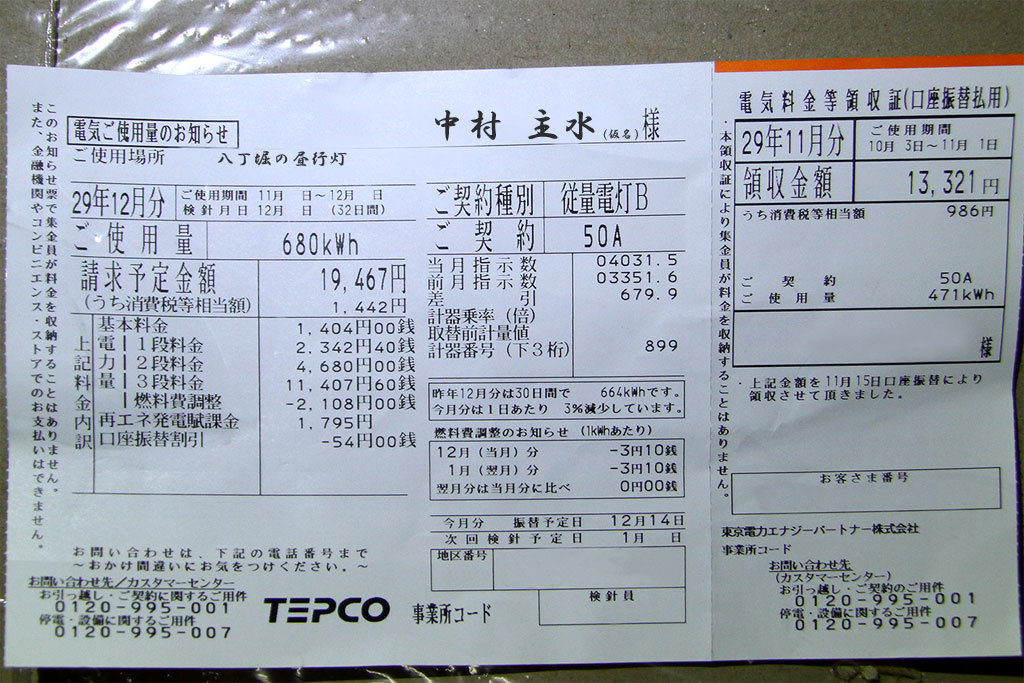 このお知らせ票で集金員が料金を収納することはありません。
また、金融機関やコンビニエンス・ストアでのお支払いはできません。
電気ご使用量のお知らせ
中村 主水(仮名)様
ご使用場所 八丁堀の昼行灯
29年12月分
ご使用期間 11月 日～12月 日
検針月日 12月 日 (32日間)
ご使用量 680kWh
請求予定金額 19,467円
(うち消費税等相当額) 1,442円
上記料金内訳
基本料金 1,404円00銭
電力量 1段料金 2,342円40銭
2段料金 4,680円00銭
3段料金 11,407円60銭
燃料費調整 -2,108円00銭
再エネ発電賦課金 1,795円
口座振替割引 -54円00銭
お問い合わせは、下記の電話番号まで
～おかけ間違いにお気をつけください。～
お問い合わせ先/カスタマーセンター
お引っ越し・ご契約に関するご用件
0120-995-001
停電・設備に関するご用件
0120-995-007
TEPCO
事業所コード
ご契約種別 従量電灯B
ご契約 50A
当月指示数 04031.5
前月指示数 03351.6
差引 679.9
計器乗率(倍)
取替前計量値
計器番号(下3桁) 899
昨年12月分は30日間で 664kWhです。
今月分は1日あたり 3%減少しています。
燃料費調整のお知らせ (1kWhあたり)
12月(当月)分 -3円10銭
1月(翌月)分 -3円10銭
翌月分は当月分に比べ 0円00銭
今月分 振替予定日 12月14日
次回検針予定日 1月 日
地区番号
検針員
・本領収証により集金員が料金を収納することはありません。
電気料金等領収証(口座振替払用)
29年11月分
ご使用期間
10月 3日～11月 1日
領収金額 13,321円
うち消費税等相当額 986円
ご契約 50A
ご使用量 471kWh
様
・上記金額を11月15日口座振替により
領収させて頂きました。
お客さま番号
東京電力エナジーパートナー株式会社
事業所コード
お問い合わせ先
(カスタマーセンター)
お引っ越し・ご契約のご用件
0120-995-001
停電・設備に関するご用件
0120-995-007